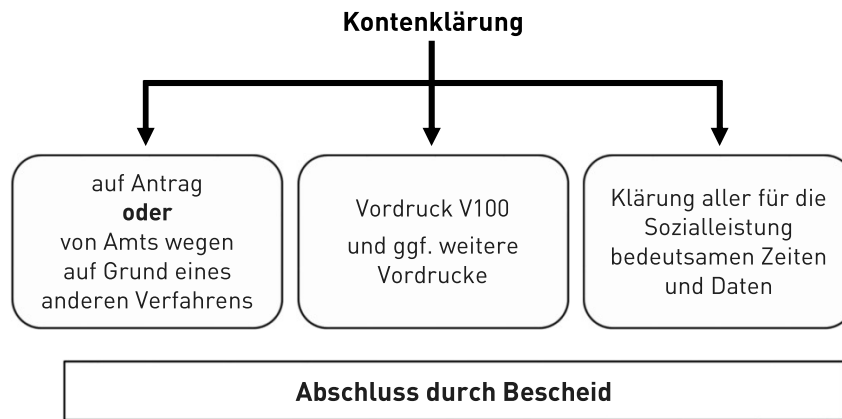 Kontenklärung
auf Antrag
oder
von Amts wegen
auf Grund eines
anderen Verfahrens
Vordruck V100
und ggf. weitere
Vordrucke
Klärung aller für die
Sozialleistung
bedeutsamen Zeiten
und Daten
Abschluss durch Bescheid